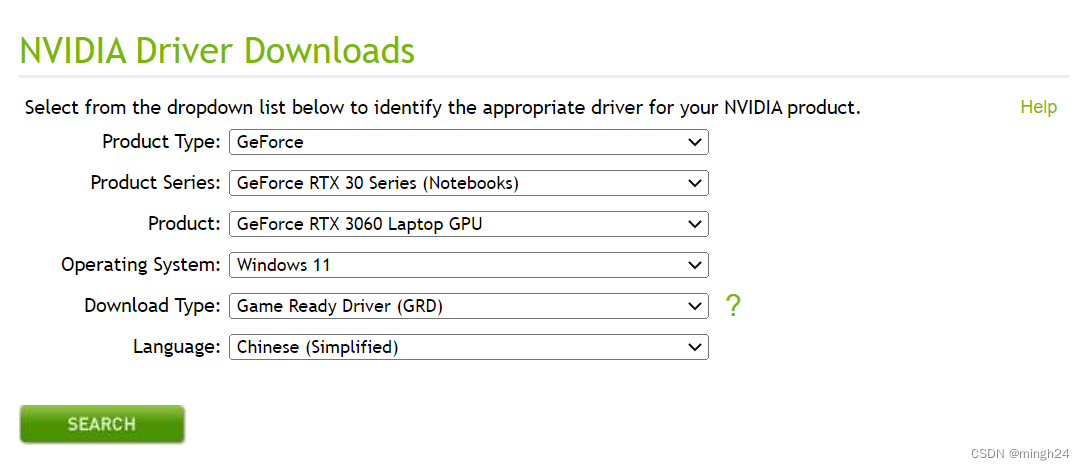 NVIDIA Driver Downloads
Select from the dropdown list below to identify the appropriate driver for your NVIDIA product.
Help
Product Type: GeForce
Product Series: GeForce RTX 30 Series (Notebooks)
Product: GeForce RTX 3060 Laptop GPU
Operating System: Windows 11
Download Type: Game Ready Driver (GRD) ?
Language: Chinese (Simplified)
SEARCH
CSDN @mingh24